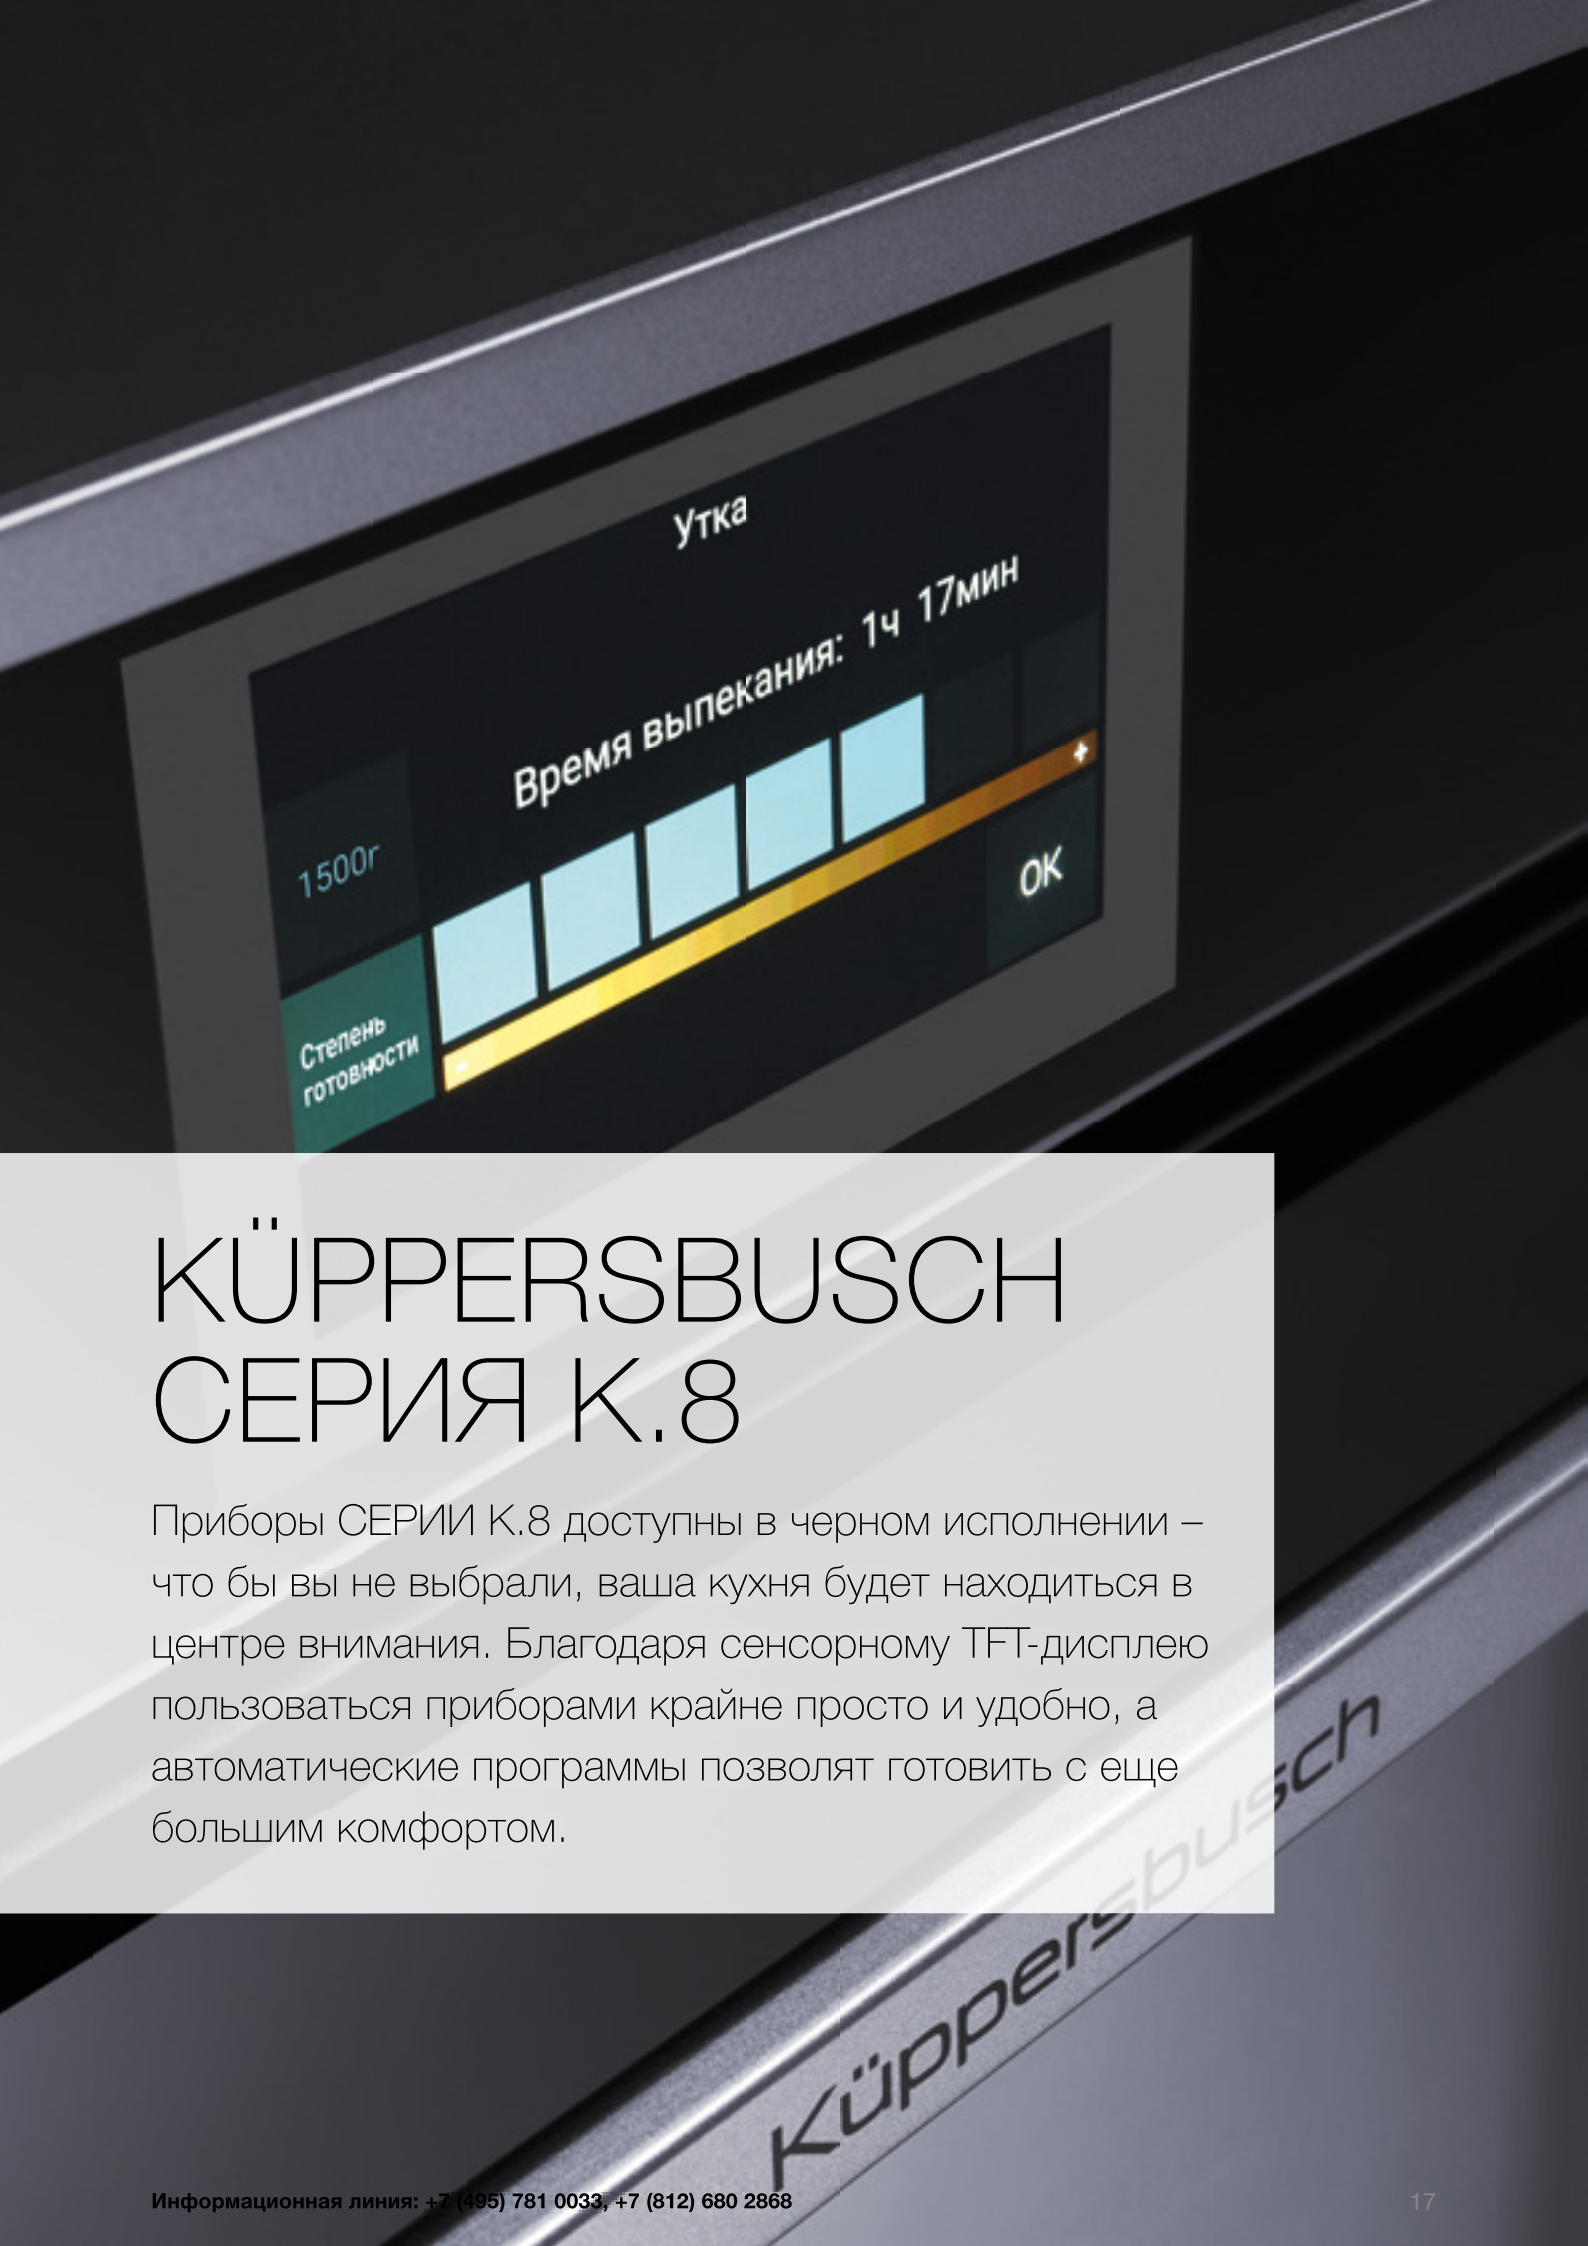 Утка
Время выпекания: 1ч 17мин
1500г
+
OK
Степень
готовности
-
KÜPPERSBUSCH
СЕРИЯ K.8
Приборы СЕРИИ K.8 доступны в черном исполнении –
что бы вы не выбрали, ваша кухня будет находиться в
центре внимания. Благодаря сенсорному TFT-дисплею
пользоваться приборами крайне просто и удобно, а
автоматические программы позволят готовить с еще
большим комфортом.
Küppersbusch
Информационная линия: +7 (495) 781 0033, +7 (812) 680 2868
17